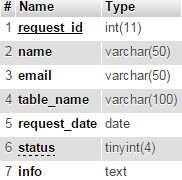 # Name Type
1 request_id int(11)
2 name varchar(50)
3 email varchar(50)
4 table_name varchar(100)
5 request_date date
6 status tinyint(4)
7 info text